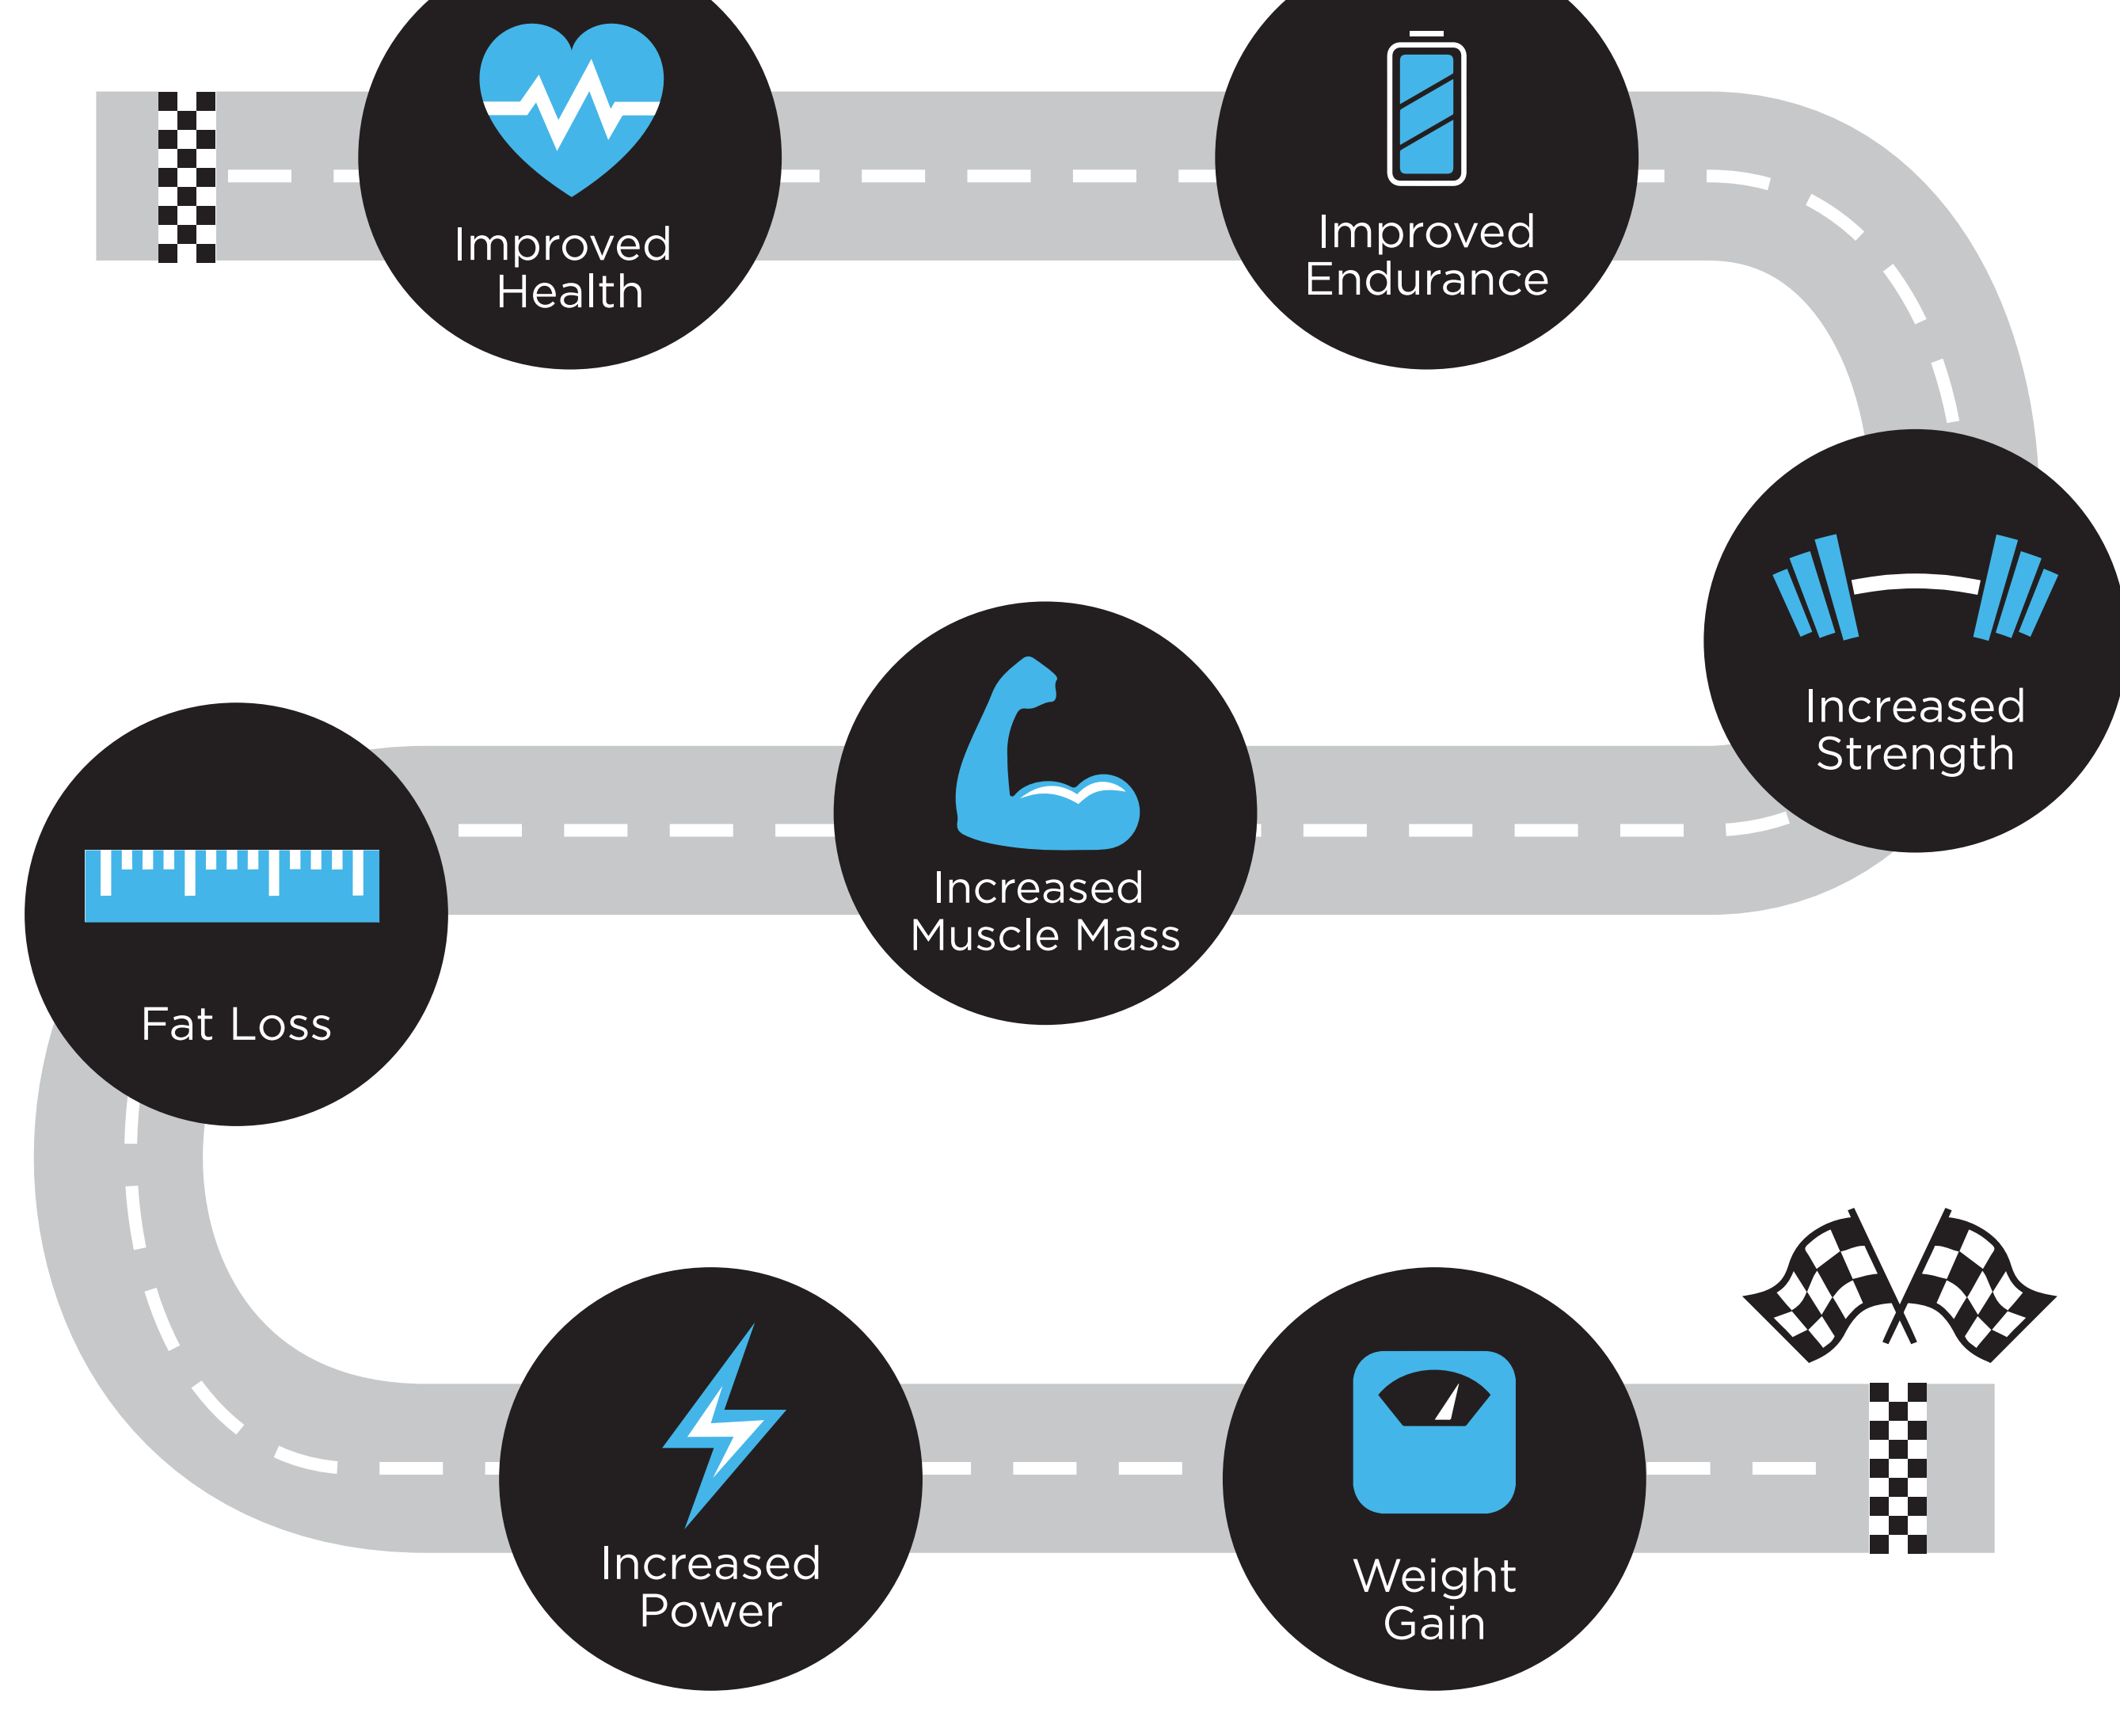 Improved
Health
Improved
Endurance
Increased
Strength
Increased
Muscle Mass
Fat Loss
Increased
Power
Weight
Gain